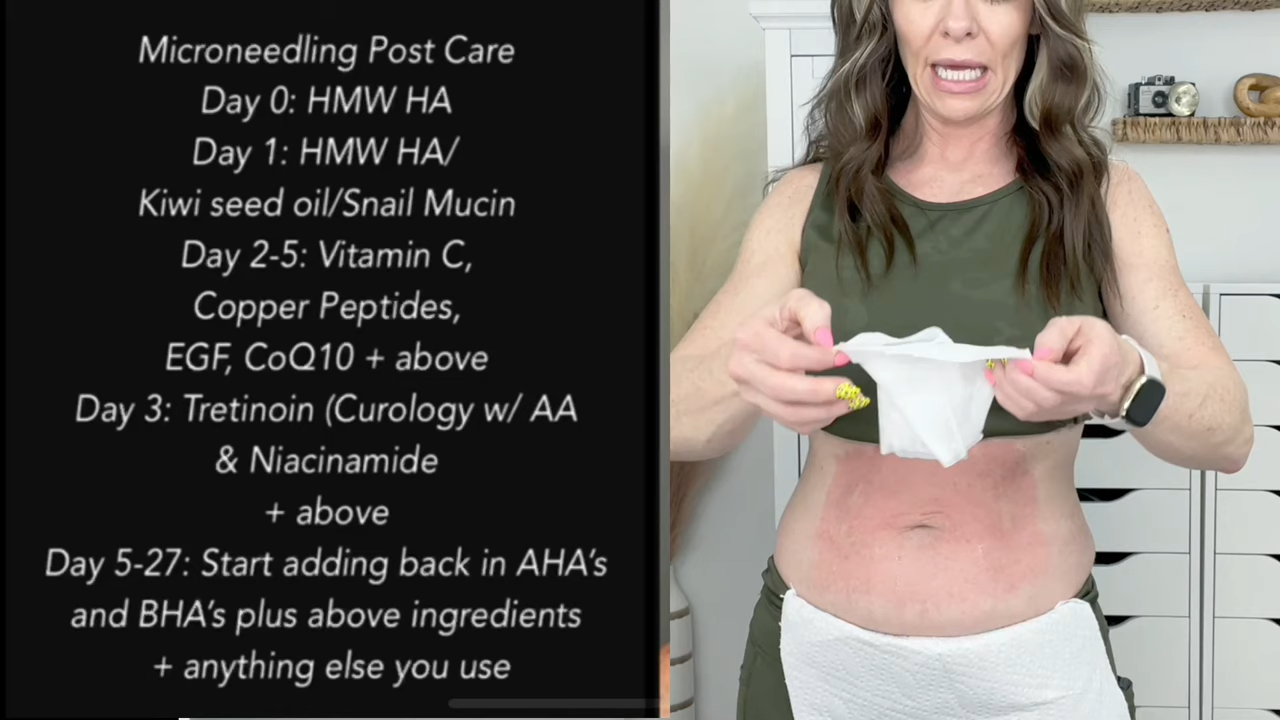 Microneedling Post Care
Day 0: HMW HA
Day 1: HMW HA/
Kiwi seed oil/Snail Mucin
Day 2-5: Vitamin C,
Copper Peptides,
EGF, CoQ10 + above
Day 3: Tretinoin (Curology w/ AA
& Niacinamide
+ above
Day 5-27: Start adding back in AHA's
and BHA's plus above ingredients
+ anything else you use